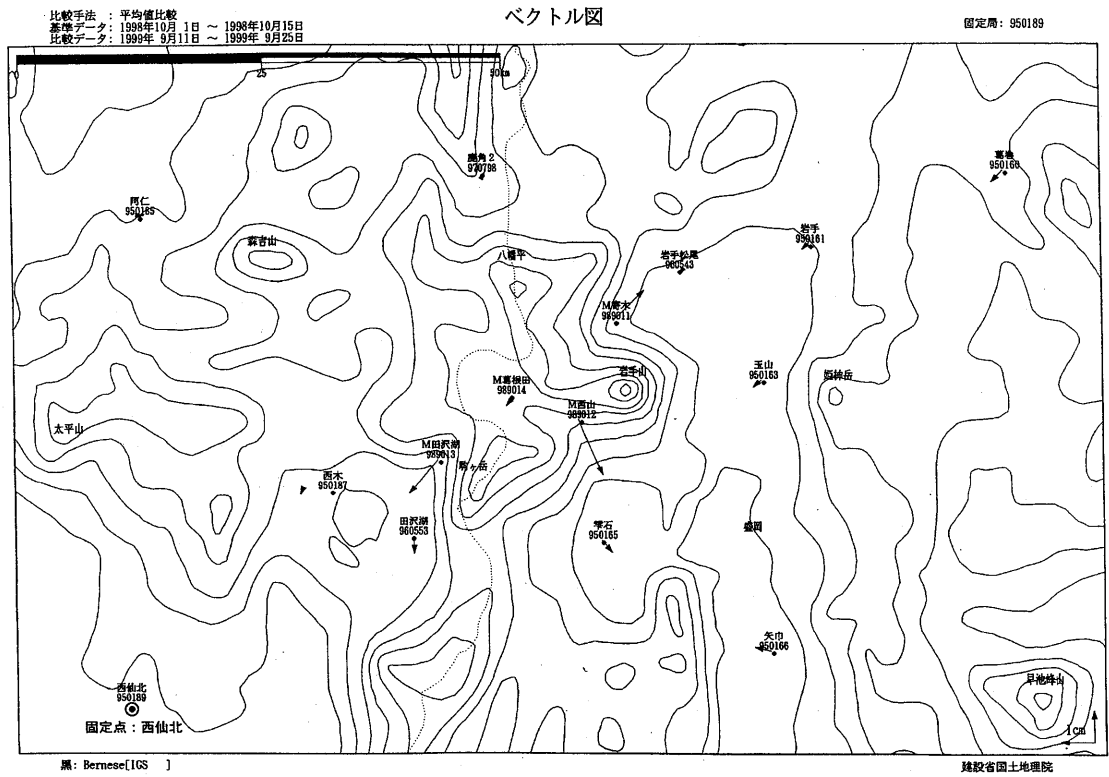 ベクトル図
比較手法 : 平均値比較
基準データ: 1998年10月 1日 ～ 1998年10月15日
比較データ: 1999年 9月11日 ～ 1999年 9月25日
固定局: 950189
25
50km
鹿角2
970798
葛巻
950160
阿仁
950185
森吉山
八幡平
岩手
950161
岩手松尾
960543
M寄木
989011
玉山
950163
姫神岳
岩手山
M葛根田
989014
M西山
989012
太平山
M田沢湖
989013
駒ヶ岳
西木
950187
田沢湖
960553
雫石
950165
盛岡
矢巾
950166
早池峰山
西仙北
950189
固定点：西仙北
1cm
黒: Bernese[IGS ]
建設省国土地理院